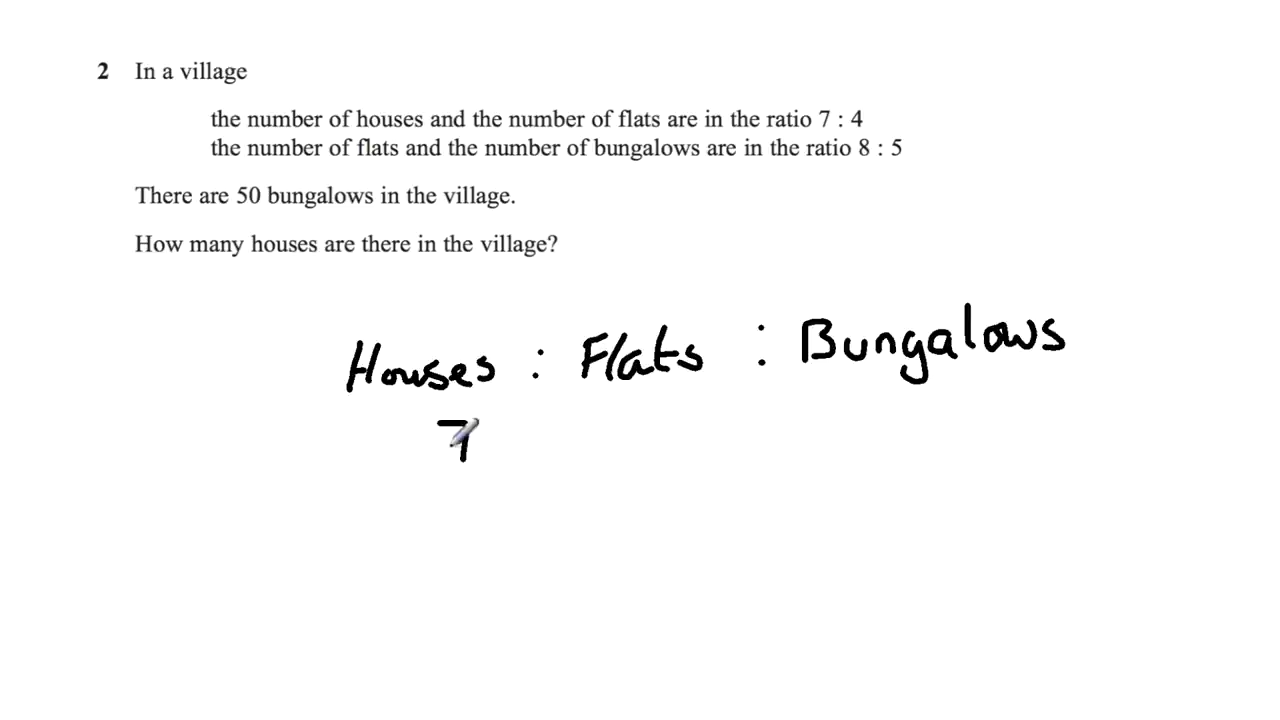 2 In a village
the number of houses and the number of flats are in the ratio 7 : 4
the number of flats and the number of bungalows are in the ratio 8 : 5
There are 50 bungalows in the village.
How many houses are there in the village?
Houses : Flats : Bungalows
7